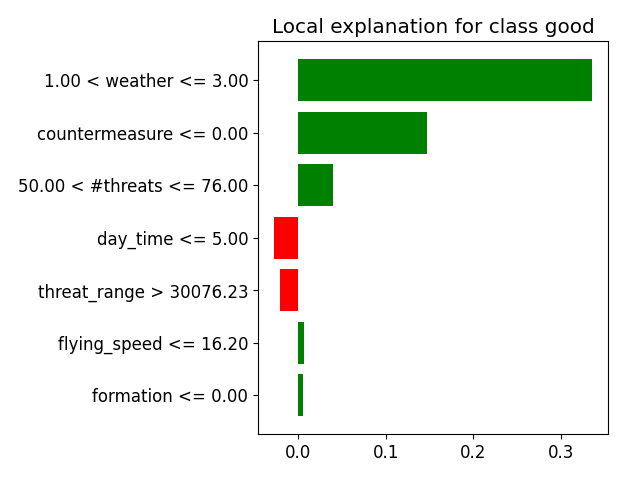 Local explanation for class good
1.00 < weather <= 3.00
countermeasure <= 0.00
50.00 < #threats <= 76.00
day_time <= 5.00
threat_range > 30076.23
flying_speed <= 16.20
formation <= 0.00
0.0 0.1 0.2 0.3